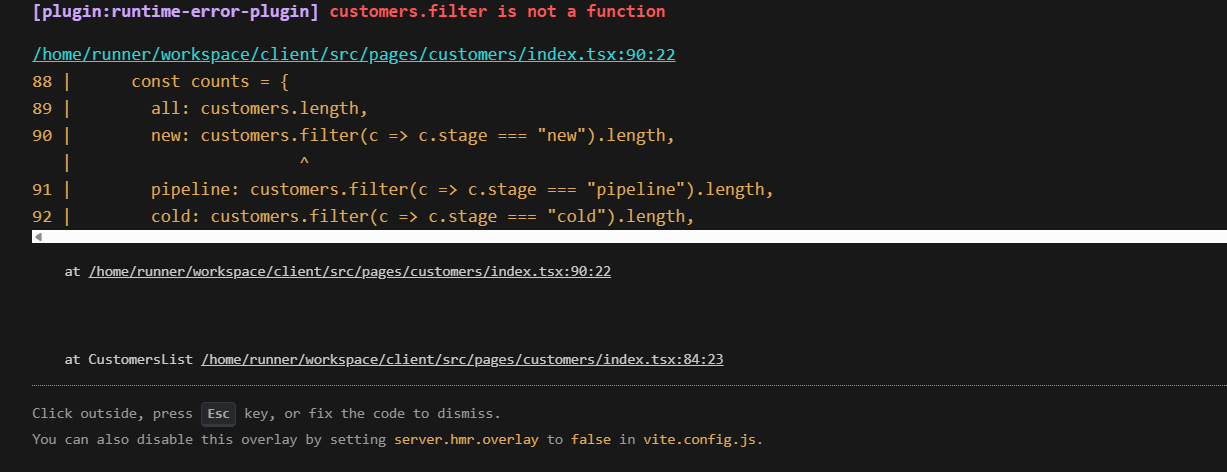 [plugin:runtime-error-plugin] customers.filter is not a function
/home/runner/workspace/client/src/pages/customers/index.tsx:90:22
88 |      const counts = {
89 |        all: customers.length,
90 |        new: customers.filter(c => c.stage === "new").length,
   |                       ^
91 |        pipeline: customers.filter(c => c.stage === "pipeline").length,
92 |        cold: customers.filter(c => c.stage === "cold").length,
at /home/runner/workspace/client/src/pages/customers/index.tsx:90:22
at CustomersList /home/runner/workspace/client/src/pages/customers/index.tsx:84:23
Click outside, press Esc key, or fix the code to dismiss.
You can also disable this overlay by setting server.hmr.overlay to false in vite.config.js.